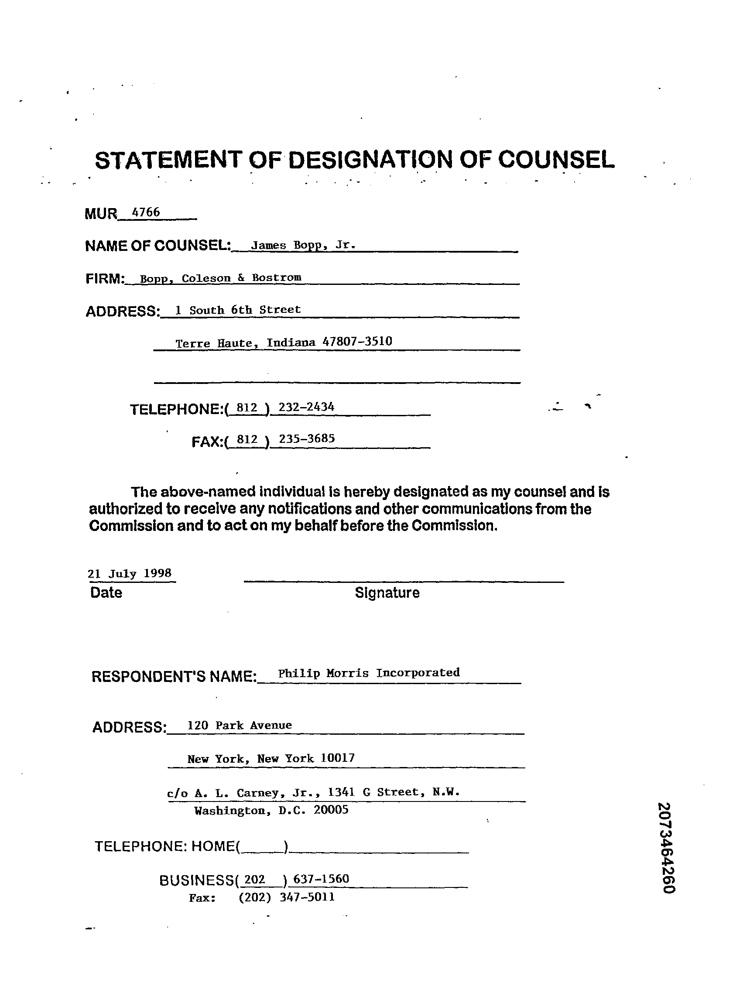 STATEMENT OF DESIGNATION OF COUNSEL
MUR 4766
NAME OF COUNSEL: James Bopp, Jr.
FIRM: Bopp, Coleson & Bostrom
ADDRESS: 1 South 6th Street
Terre Haute, Indiana 47807-3510
TELEPHONE:( 812 ) 232-2434
FAX:( 812 ) 235-3685
The above-named individual is hereby designated as my counsel and is
authorized to receive any notifications and other communications from the
Commission and to act on my behalf before the Commission.
21 July 1998
Date Signature
RESPONDENT'S NAME: Philip Morris Incorporated
ADDRESS: 120 Park Avenue
New York, New York 10017
c/o A. L. Carney, Jr., 1341 G Street, N.W.
Washington, D.C. 20005
TELEPHONE: HOME( )
BUSINESS( 202 ) 637-1560
Fax: (202) 347-5011
2073464260